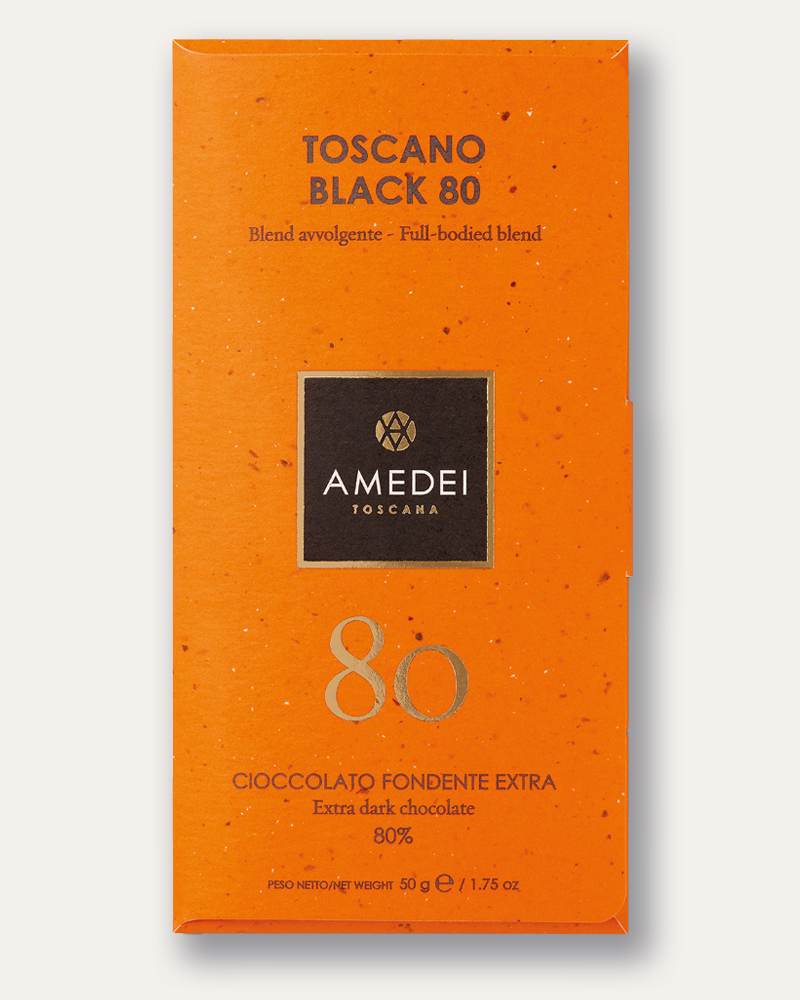 TOSCANO
BLACK 80
Blend avvolgente - Full-bodied blend
AMEDEI
TOSCANA
80
CIOCCOLATO FONDENTE EXTRA
Extra dark chocolate
80%
PESO NETTO/NET WEIGHT 50 g ℮ / 1.75 oz